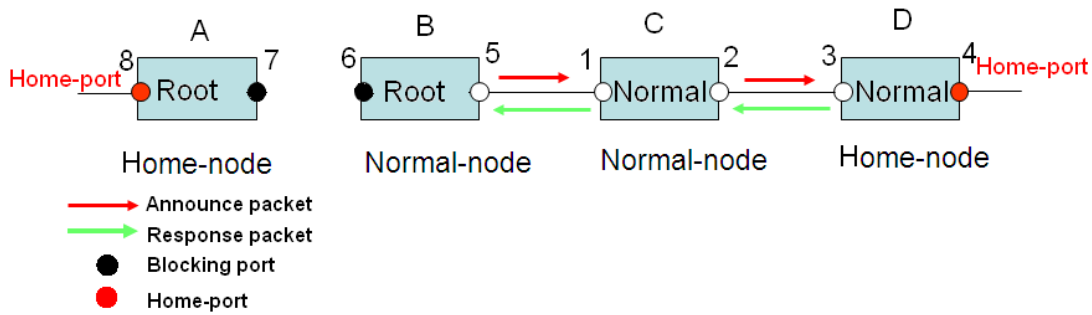 A
B
C
D
8
7
6
5
1
2
3
4
Home-port
Root
Root
Normal
Normal
Home-port
Home-node
Normal-node
Normal-node
Home-node
Announce packet
Response packet
Blocking port
Home-port